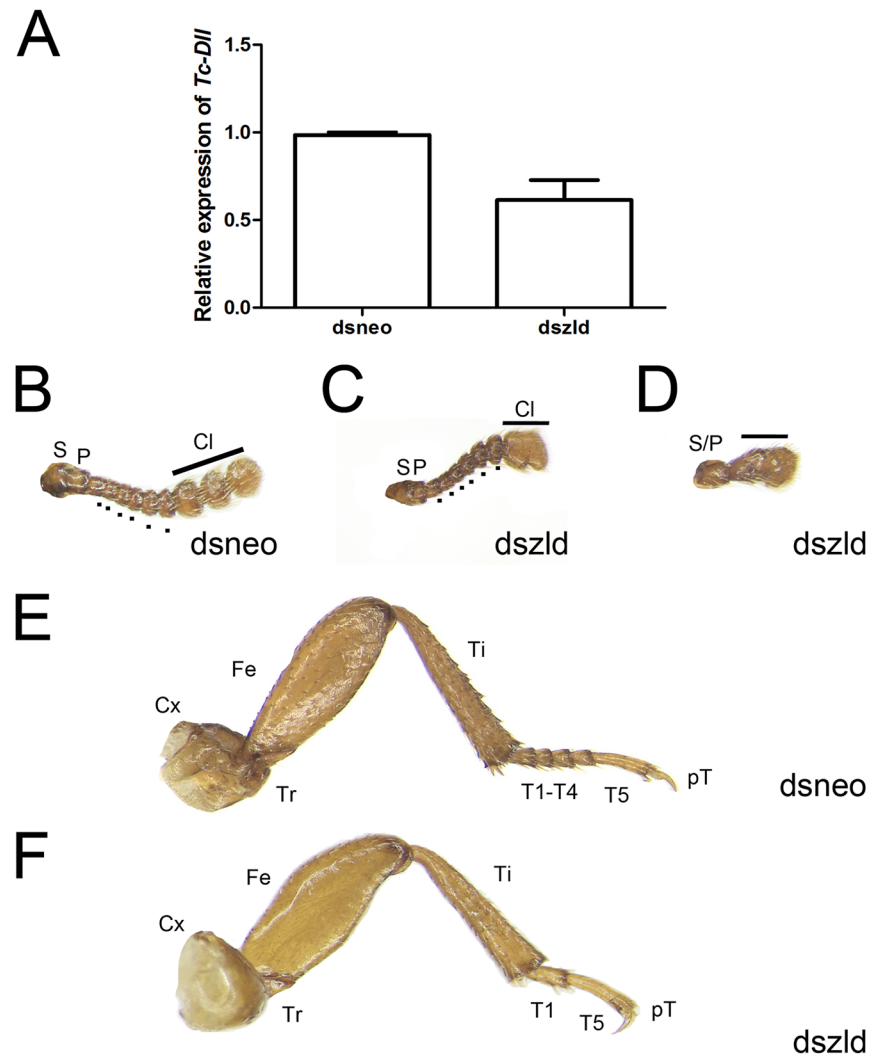 A
Relative expression of Tc-Dll
1.5
1.0
0.5
0.0
dsneo
dszld
B
S
P
Cl
dsneo
C
S P
Cl
dszld
D
S/P
dszld
E
Cx
Fe
Tr
Ti
T1-T4
T5
pT
dsneo
F
Cx
Fe
Tr
Ti
T1
T5
pT
dszld